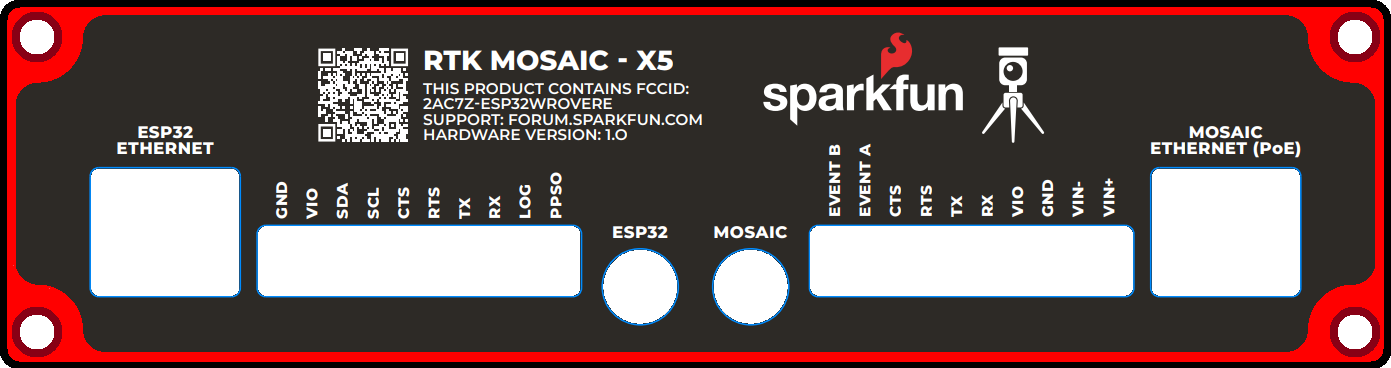 RTK MOSAIC - X5
THIS PRODUCT CONTAINS FCCID:
2AC7Z-ESP32WROVERE
SUPPORT: FORUM.SPARKFUN.COM
HARDWARE VERSION: 1.0
sparkfun
ESP32
ETHERNET
MOSAIC
ETHERNET (PoE)
GND
VIO
SDA
SCL
CTS
RTS
TX
RX
LOG
PPSO
ESP32
MOSAIC
EVENT B
EVENT A
CTS
RTS
TX
RX
VIO
GND
VIN-
VIN+